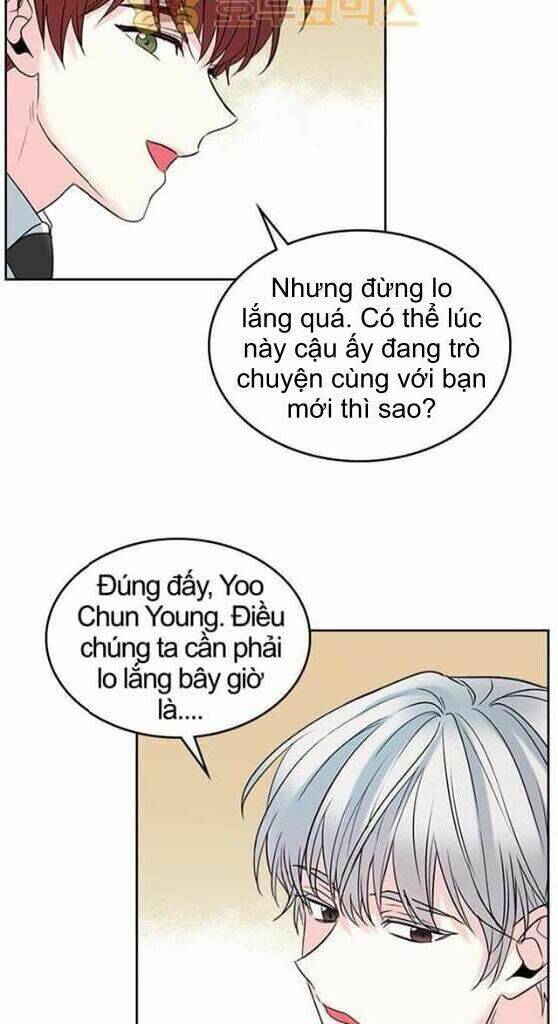 Nhưng đừng lo
lắng quá. Có thể lúc
này cậu ấy đang trò
chuyện cùng với bạn
mới thì sao?
Đúng đấy, Yoo
Chun Young. Điều
chúng ta cần phải
lo lắng bây giờ
là....